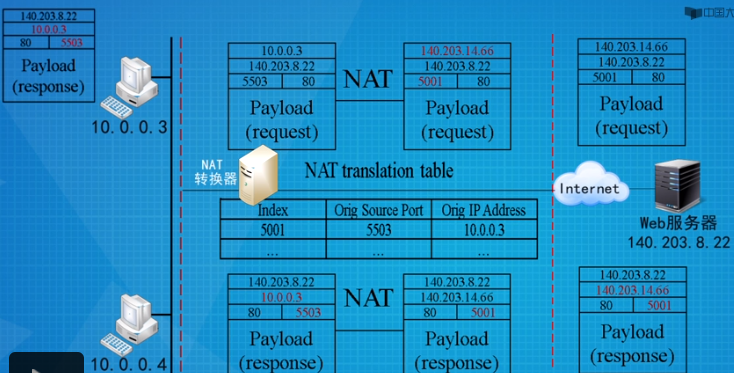 中国大
140.203.8.22
10.0.0.3
80 5503
Payload
(response)
10.0.0.3
10.0.0.3
140.203.8.22
5503 80
Payload
(request)
NAT
140.203.14.66
140.203.8.22
5001 80
Payload
(request)
140.203.14.66
140.203.8.22
5001 80
Payload
(request)
NAT
转换器
NAT translation table
Index Orig Source Port Orig IP Address
5001 5503 10.0.0.3
... ... ...
Internet
Web服务器
140.203.8.22
10.0.0.4
140.203.8.22
10.0.0.3
80 5503
Payload
(response)
NAT
140.203.8.22
140.203.14.66
80 5001
Payload
(response)
140.203.8.22
140.203.14.66
80 5001
Payload
(response)